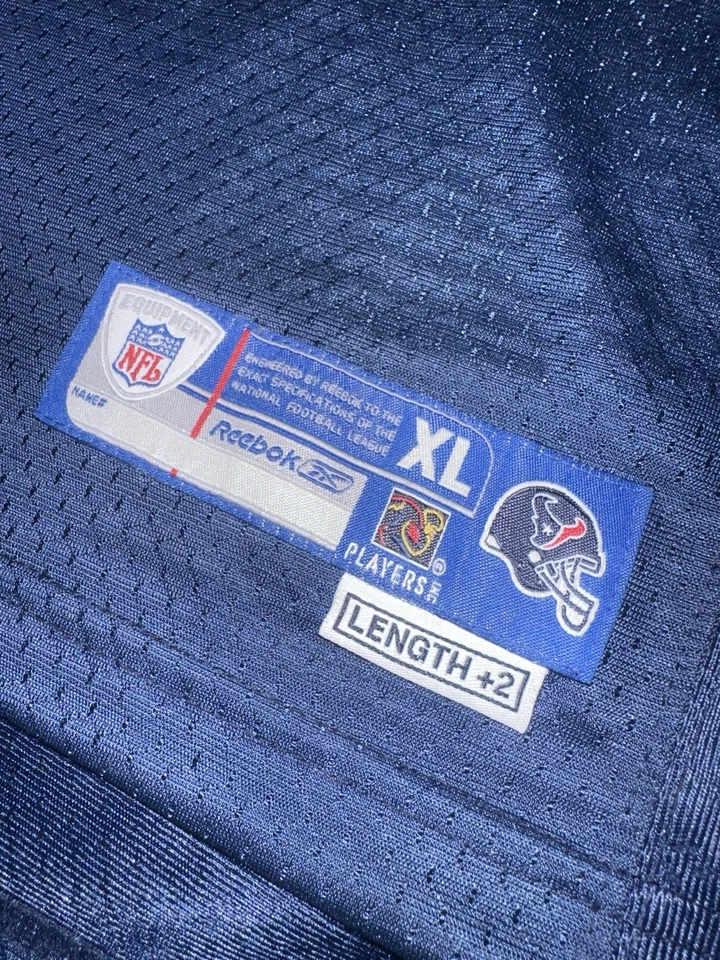 EQUIPMENT
NFL
NAME#
ENGINEERED BY REEBOK TO THE
EXACT SPECIFICATIONS OF THE
NATIONAL FOOTBALL LEAGUE
XL
Reebok
PLAYERS INC
®
LENGTH +2